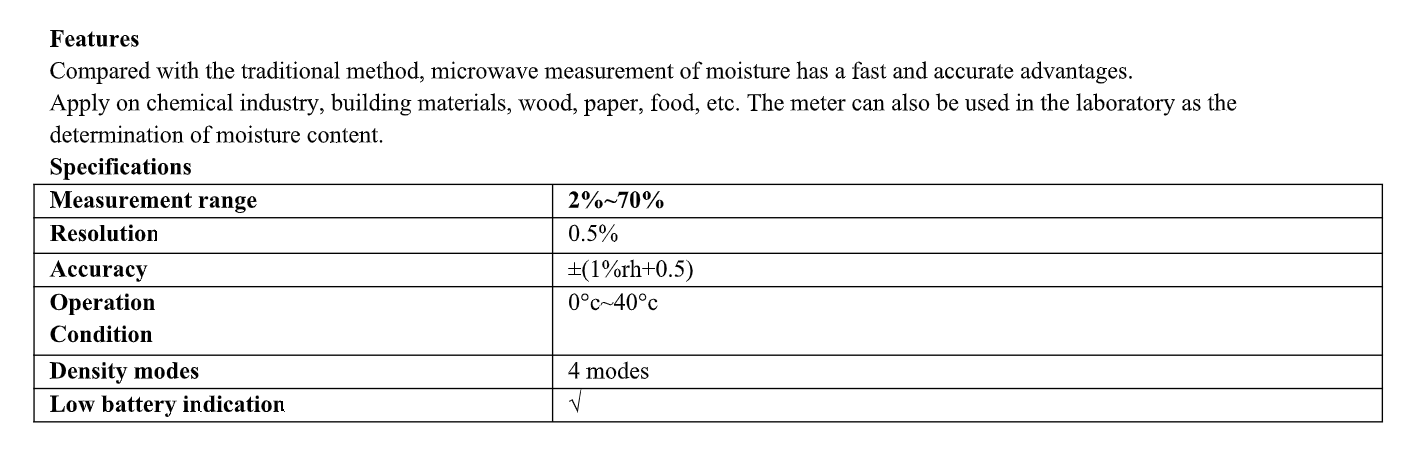 Features
Compared with the traditional method, microwave measurement of moisture has a fast and accurate advantages.
Apply on chemical industry, building materials, wood, paper, food, etc. The meter can also be used in the laboratory as the
determination of moisture content.
Specifications
Measurement range 2%~70%
Resolution 0.5%
Accuracy ±(1%rh+0.5)
Operation 0°c~40°c
Condition
Density modes 4 modes
Low battery indication √